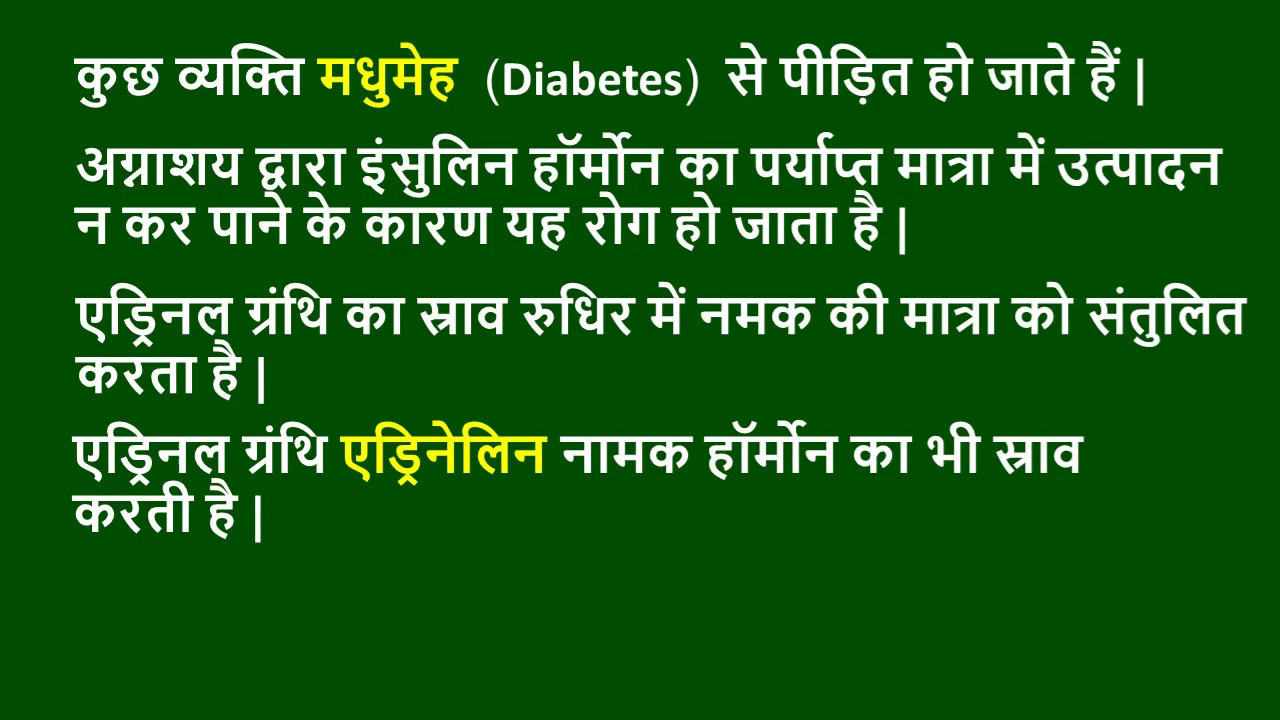 कुछ व्यक्ति मधुमेह (Diabetes) से पीड़ित हो जाते हैं |
अग्नाशय द्वारा इंसुलिन हॉर्मोन का पर्याप्त मात्रा में उत्पादन
न कर पाने के कारण यह रोग हो जाता है |
एड्रिनल ग्रंथि का स्राव रुधिर में नमक की मात्रा को संतुलित
करता है |
एड्रिनल ग्रंथि एड्रिनेलिन नामक हॉर्मोन का भी स्राव
करती है |